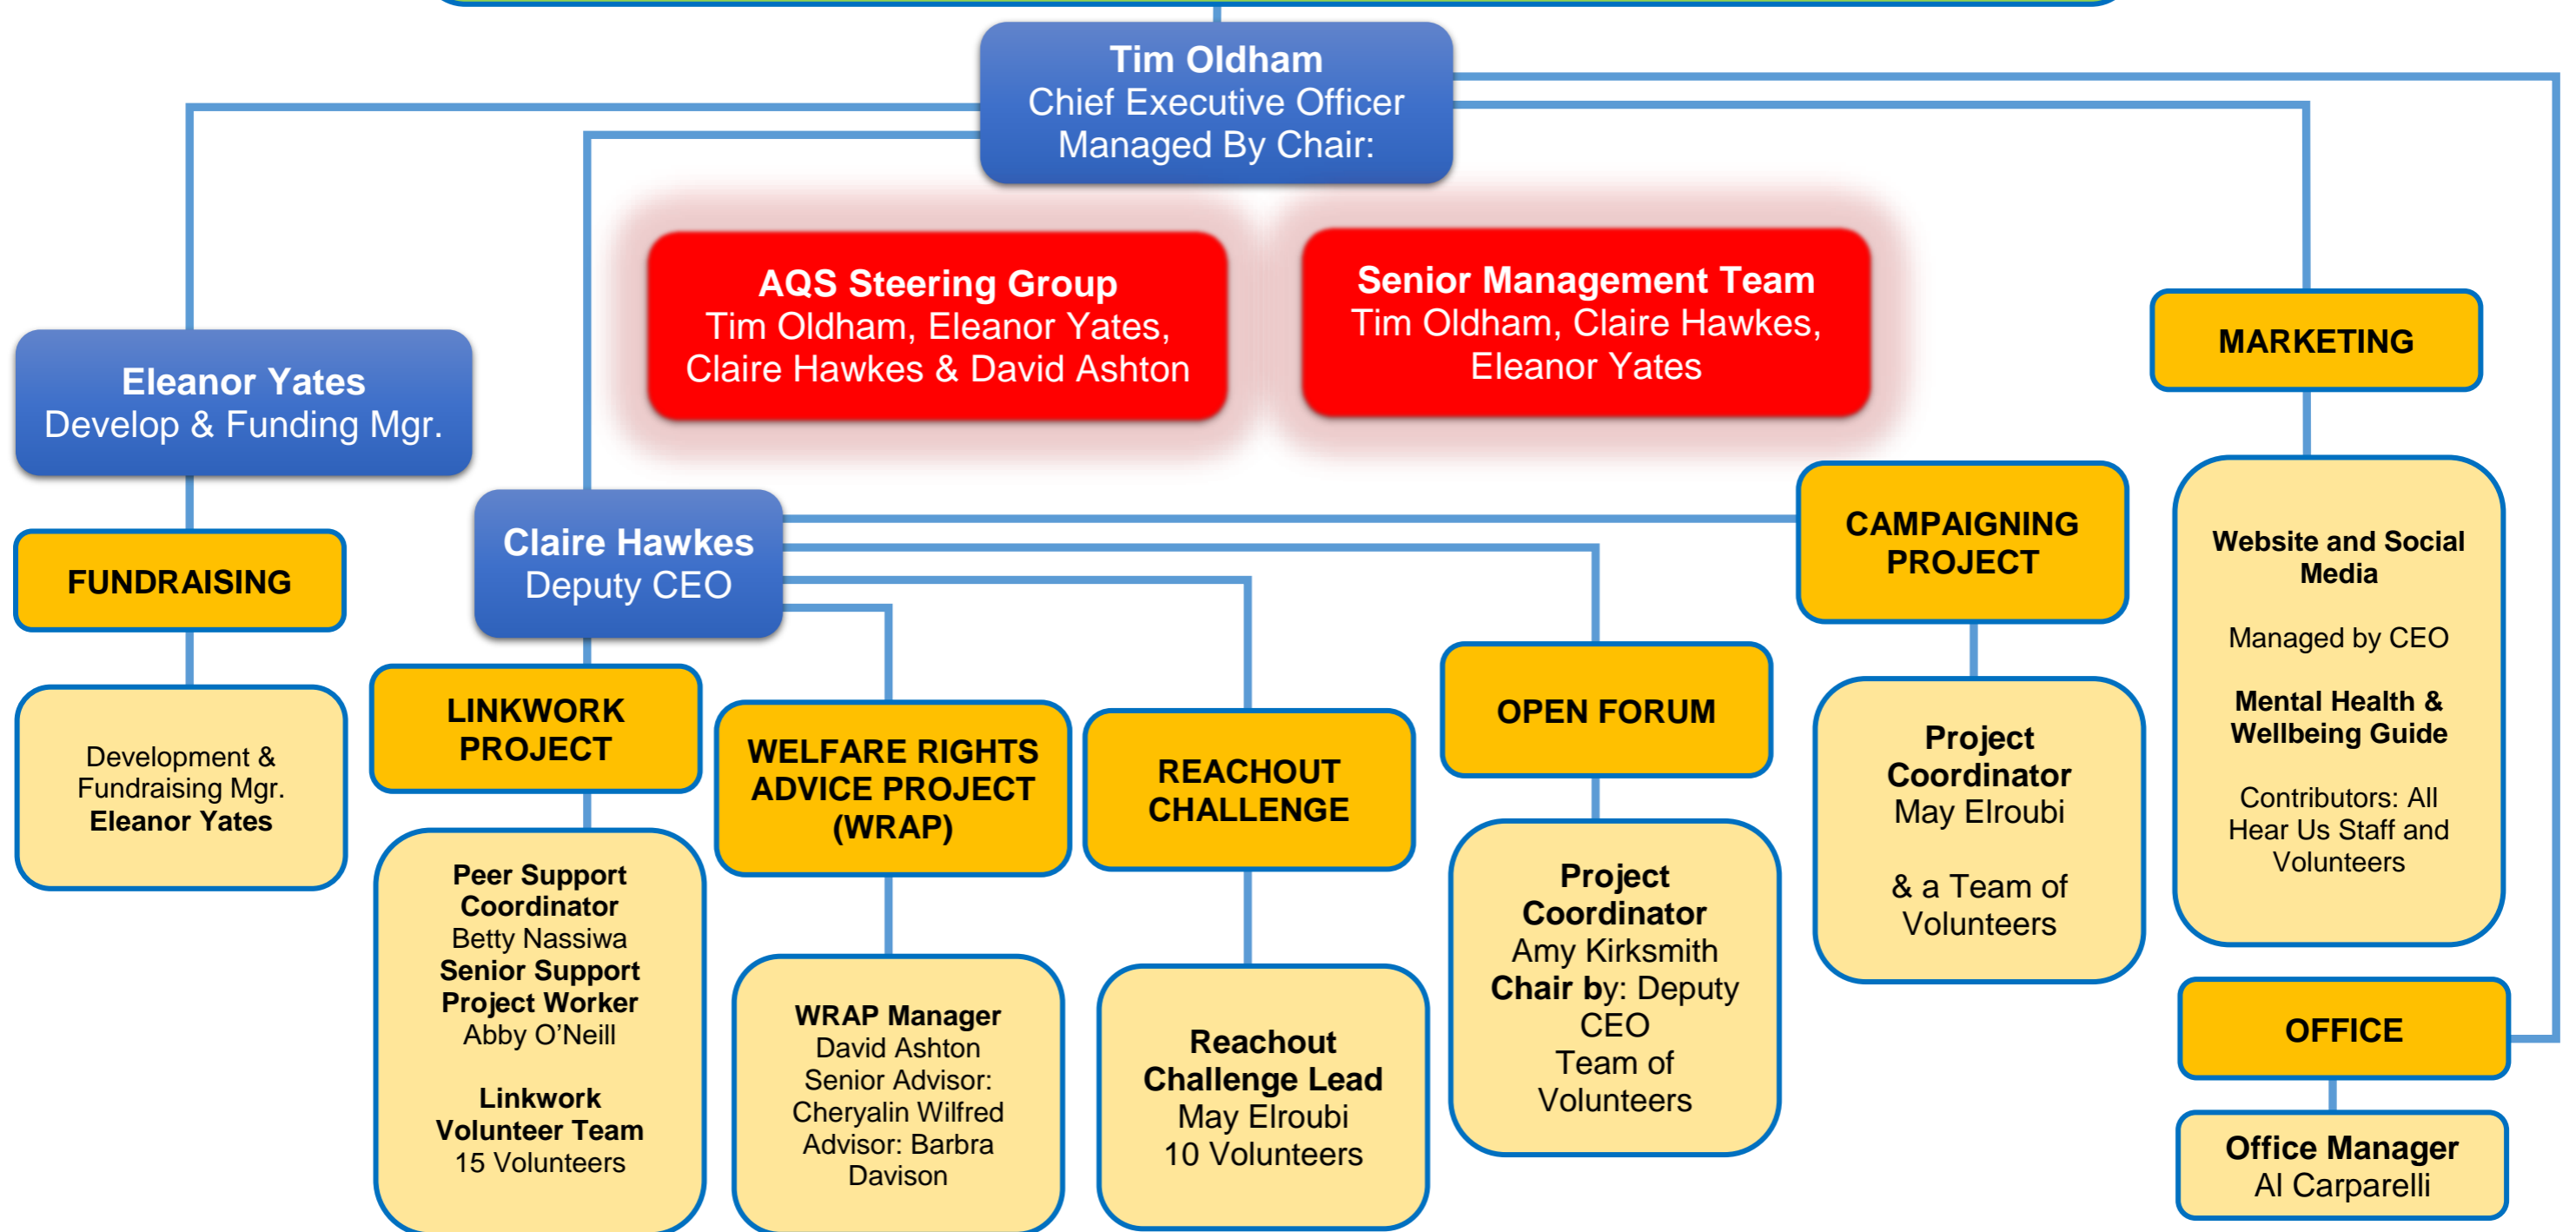 Tim Oldham
Chief Executive Officer
Managed By Chair:
AQS Steering Group
Tim Oldham, Eleanor Yates,
Claire Hawkes & David Ashton
Senior Management Team
Tim Oldham, Claire Hawkes,
Eleanor Yates
Eleanor Yates
Develop & Funding Mgr.
FUNDRAISING
Development &
Fundraising Mgr.
Eleanor Yates
Claire Hawkes
Deputy CEO
LINKWORK
PROJECT
Peer Support
Coordinator
Betty Nassiwa
Senior Support
Project Worker
Abby O’Neill
Linkwork
Volunteer Team
15 Volunteers
WELFARE RIGHTS
ADVICE PROJECT
(WRAP)
WRAP Manager
David Ashton
Senior Advisor:
Cheryalin Wilfred
Advisor: Barbra
Davison
REACHOUT
CHALLENGE
Reachout
Challenge Lead
May Elroubi
10 Volunteers
OPEN FORUM
Project
Coordinator
Amy Kirksmith
Chair by: Deputy
CEO
Team of
Volunteers
CAMPAIGNING
PROJECT
Project
Coordinator
May Elroubi
& a Team of
Volunteers
MARKETING
Website and Social
Media
Managed by CEO
Mental Health &
Wellbeing Guide
Contributors: All
Hear Us Staff and
Volunteers
OFFICE
Office Manager
Al Carparelli